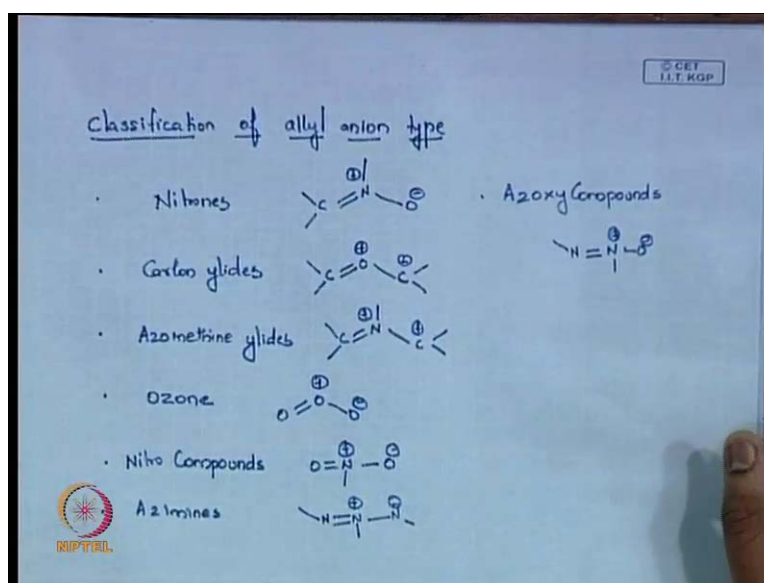 © CET
I.I.T. KGP
Classification of allyl anion type
· Nitrones C=N⊕–O⊖
· Azoxy Compounds
N=N⊕–O⊖
· Carbon ylides C=O⊕–C⊕
· Azomethine ylides C=N⊕–C⊕
· Ozone O=O⊕–O⊖
· Nitro Compounds O=N⊕–O⊖
· Azimines N=N⊕–N⊖
NPTEL